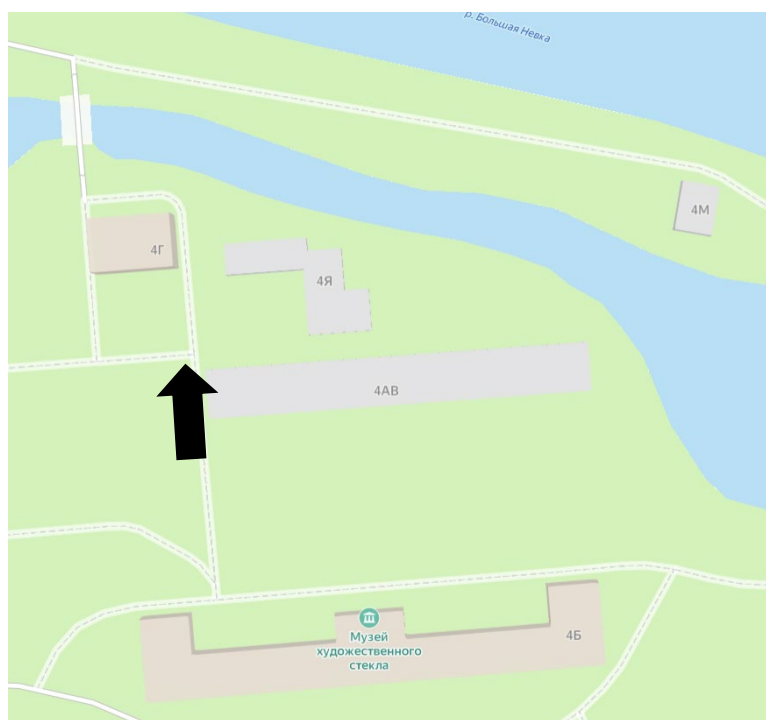 р. Большая Невка
4М
4Г
4Я
4АВ
4Б
Музей
художественного
стекла